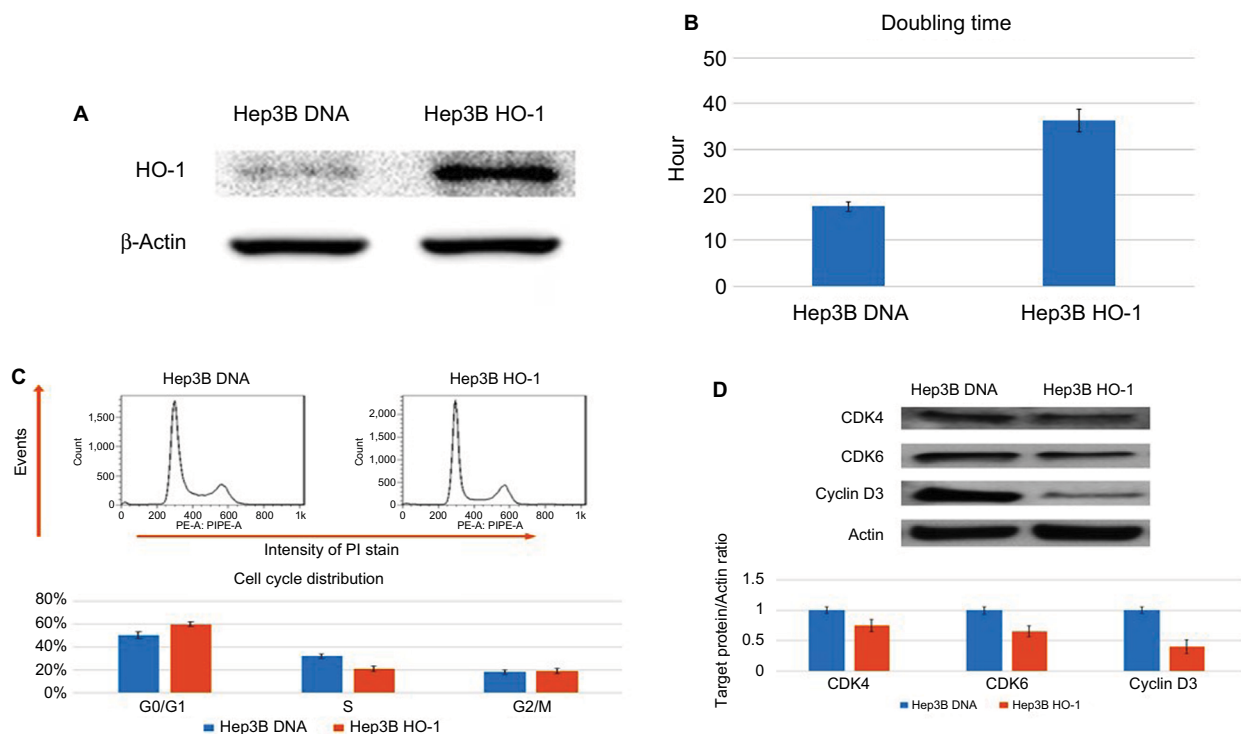 A
Hep3B DNA Hep3B HO-1
HO-1
β-Actin
B
Doubling time
Hour
50
40
30
20
10
0
Hep3B DNA Hep3B HO-1
C
Events
Hep3B DNA
Count
1,500
1,000
500
0
0 200 400 600 800 1k
PE-A: PIPE-A
Hep3B HO-1
Count
2,000
1,500
1,000
500
0
0 200 400 600 800 1k
PE-A: PIPE-A
Intensity of PI stain
Cell cycle distribution
80%
60%
40%
20%
0%
G0/G1 S G2/M
Hep3B DNA Hep3B HO-1
D
Hep3B DNA Hep3B HO-1
CDK4
CDK6
Cyclin D3
Actin
Target protein/Actin ratio
1.5
1
0.5
0
CDK4 CDK6 Cyclin D3
Hep3B DNA Hep3B HO-1